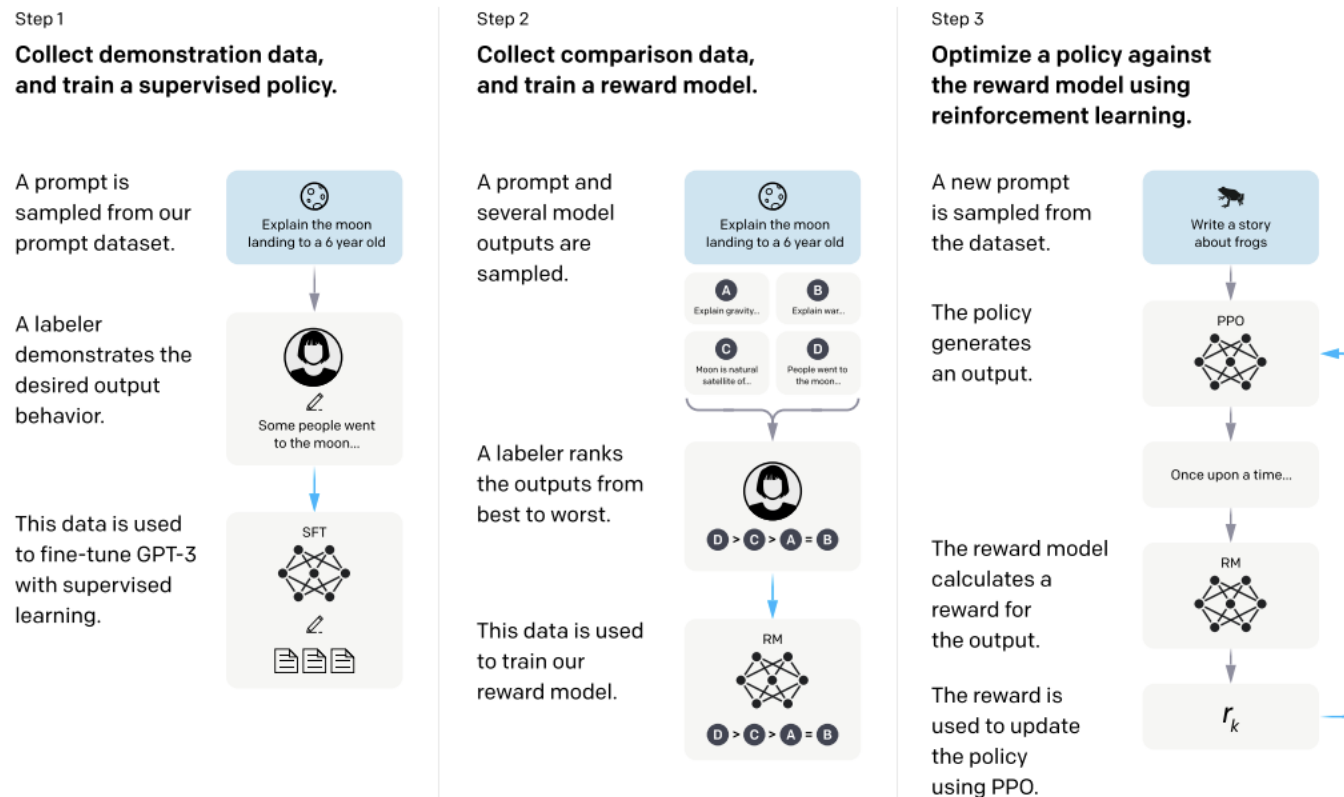 Step 1
Collect demonstration data,
and train a supervised policy.
A prompt is
sampled from our
prompt dataset.
Explain the moon
landing to a 6 year old
A labeler
demonstrates the
desired output
behavior.
Some people went
to the moon...
This data is used
to fine-tune GPT-3
with supervised
learning.
SFT
Step 2
Collect comparison data,
and train a reward model.
A prompt and
several model
outputs are
sampled.
Explain the moon
landing to a 6 year old
A
Explain gravity...
B
Explain war...
C
Moon is natural
satellite of...
D
People went to
the moon...
A labeler ranks
the outputs from
best to worst.
D > C > A = B
This data is used
to train our
reward model.
RM
D > C > A = B
Step 3
Optimize a policy against
the reward model using
reinforcement learning.
A new prompt
is sampled from
the dataset.
Write a story
about frogs
The policy
generates
an output.
PPO
Once upon a time...
The reward model
calculates a
reward for
the output.
RM
The reward is
used to update
the policy
using PPO.
r_k